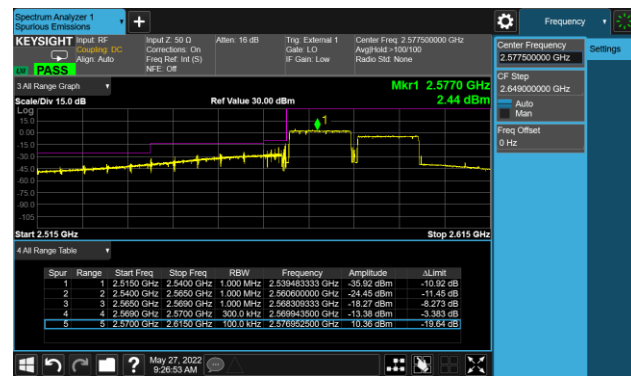 Spectrum Analyzer 1
Spurious Emissions
Frequency
KEYSIGHT Input: RF Input Z: 50 Ω Atten: 16 dB Trig: External 1 Center Freq: 2.577500000 GHz
Coupling: DC Corrections: On Gate: LO Avg|Hold:>100/100
Align: Auto Freq Ref: Int (S) IF Gain: Low Radio Std: None
NFE: Off
LXI PASS
Center Frequency
2.577500000 GHz
Settings
CF Step
2.649000000 GHz
Auto
Man
Freq Offset
0 Hz
3 All Range Graph
Mkr1 2.5770 GHz
Scale/Div 15.0 dB Ref Value 30.00 dBm 2.44 dBm
Log
15.0
0.00
-15.0
-30.0
-45.0
-60.0
-75.0
-90.0
-105
1
Start 2.515 GHz Stop 2.615 GHz
4 All Range Table
Spur Range Start Freq Stop Freq RBW Frequency Amplitude ΔLimit
1 1 2.5150 GHz 2.5400 GHz 1.000 MHz 2.539483333 GHz -35.92 dBm -10.92 dB
2 2 2.5400 GHz 2.5650 GHz 1.000 MHz 2.560600000 GHz -24.45 dBm -11.45 dB
3 3 2.5650 GHz 2.5690 GHz 1.000 MHz 2.568309333 GHz -18.27 dBm -8.273 dB
4 4 2.5690 GHz 2.5700 GHz 300.0 kHz 2.569943500 GHz -13.38 dBm -3.383 dB
5 5 2.5700 GHz 2.6150 GHz 100.0 kHz 2.576952500 GHz 10.36 dBm -19.64 dB
May 27, 2022
9:26:53 AM